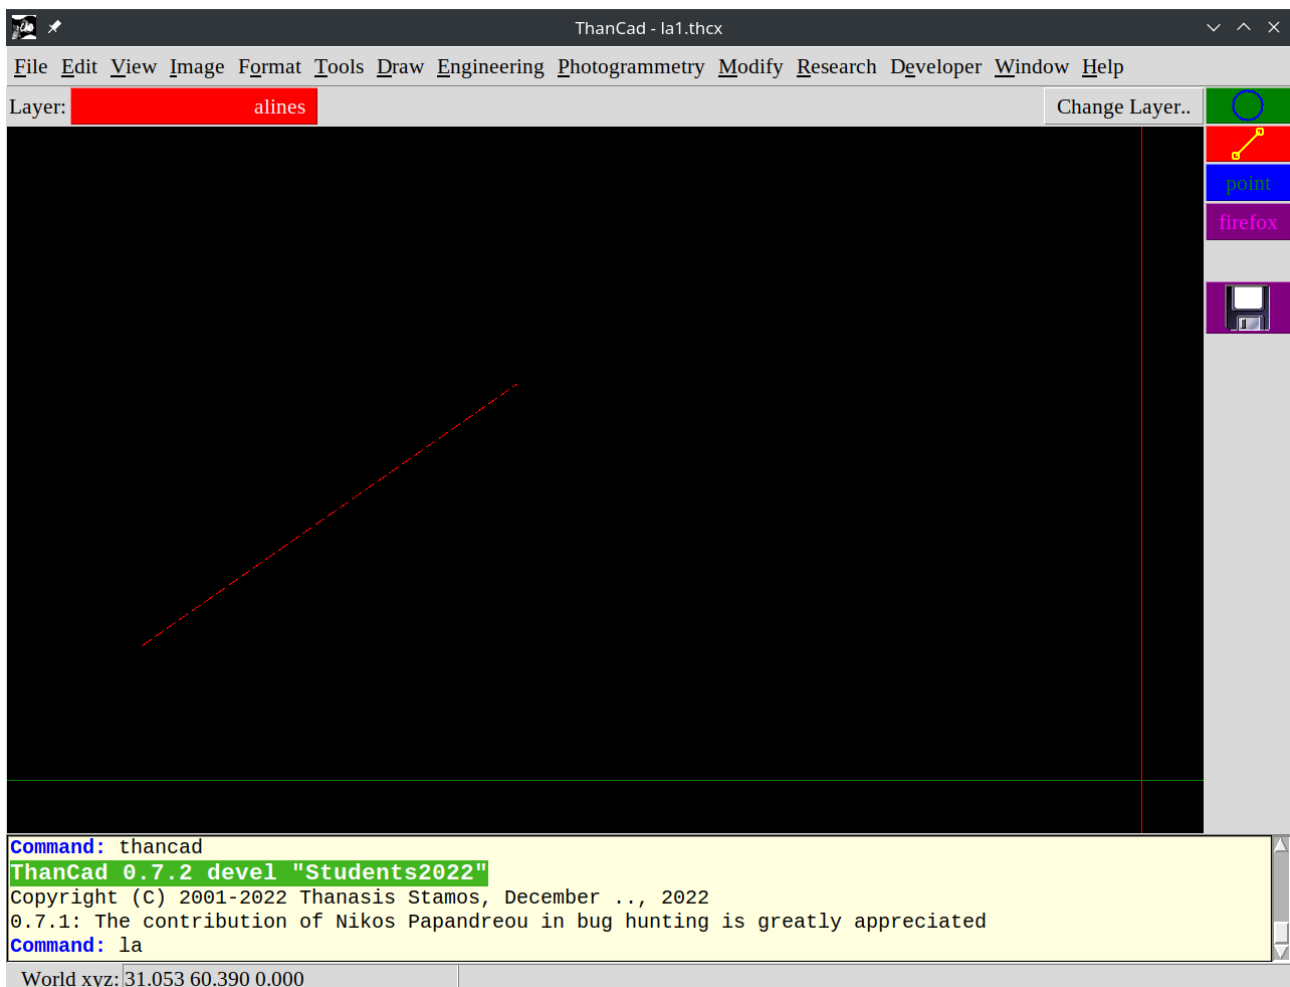 ThanCad - la1.thcx
File Edit View Image Format Tools Draw Engineering Photogrammetry Modify Research Developer Window Help
Layer: alines Change Layer..
point
firefox
Command: thancad
ThanCad 0.7.2 devel "Students2022"
Copyright (C) 2001-2022 Thanasis Stamos, December .., 2022
0.7.1: The contribution of Nikos Papandreou in bug hunting is greatly appreciated
Command: la
World xyz: 31.053 60.390 0.000